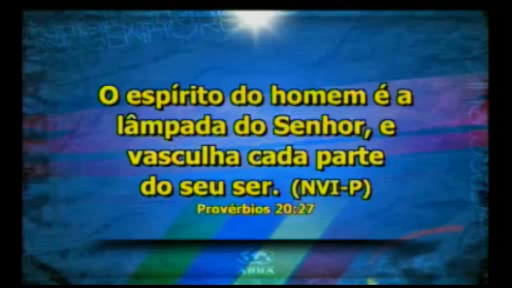 O espírito do homem é a
lâmpada do Senhor, e
vasculha cada parte
do seu ser. (NVI-P)
Provérbios 20:27